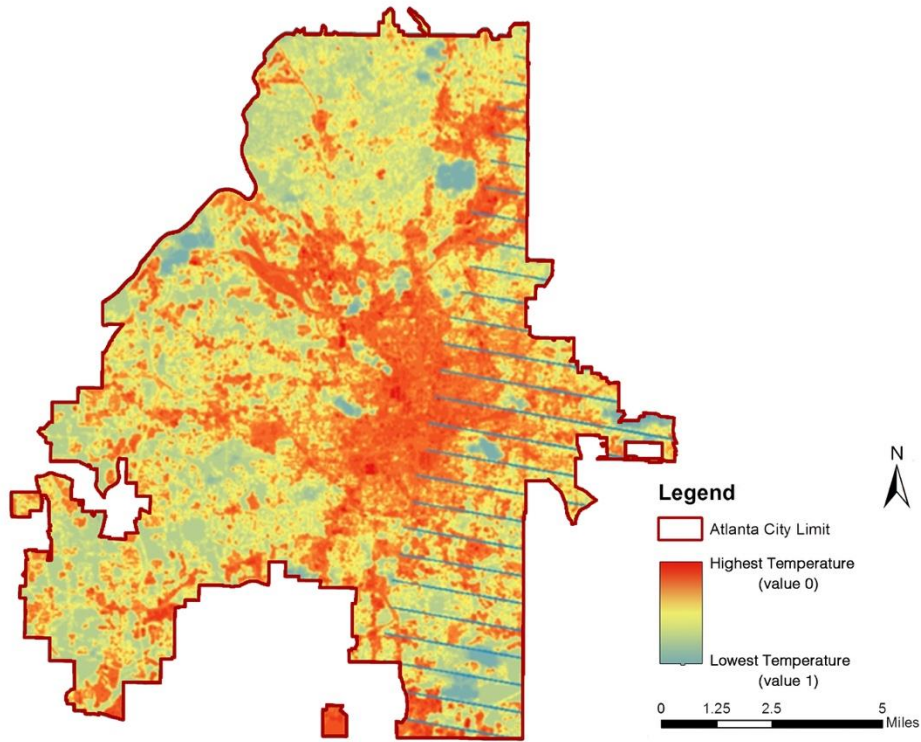 N
Legend
Atlanta City Limit
Highest Temperature
(value 0)
Lowest Temperature
(value 1)
0 1.25 2.5 5
Miles